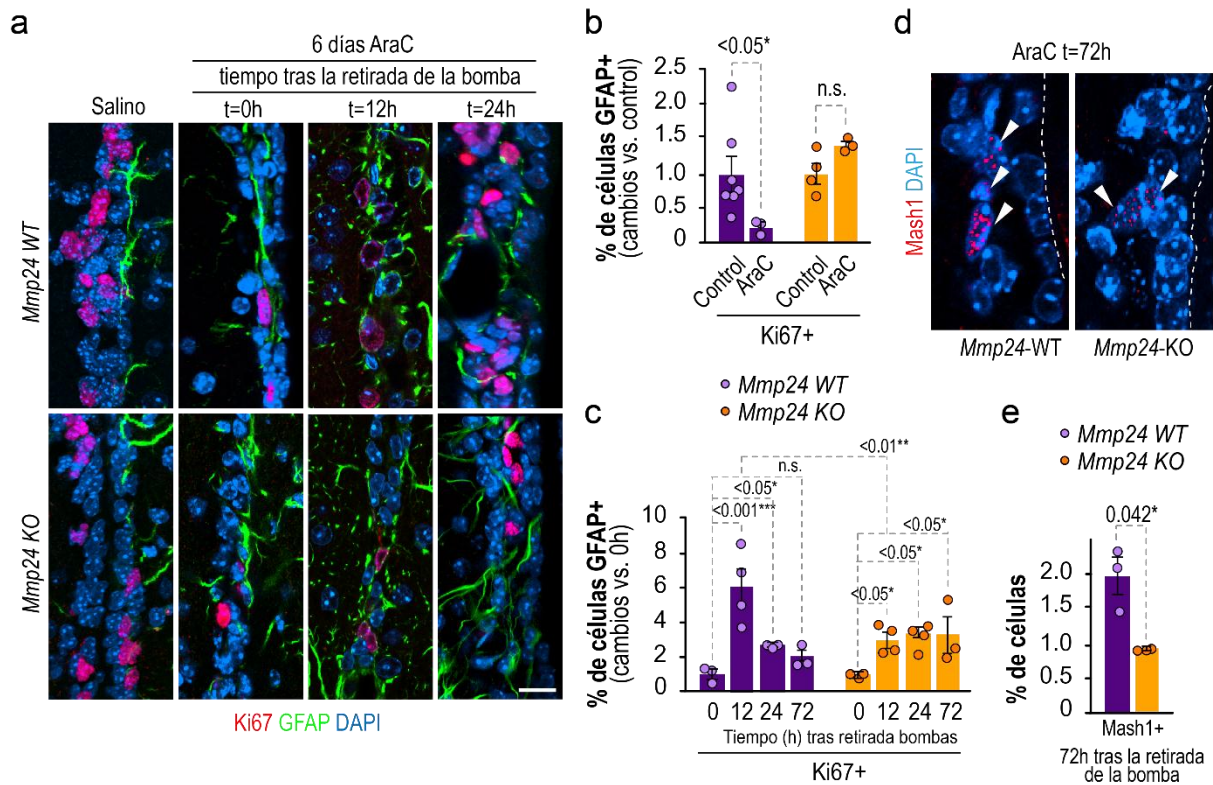 a
6 días AraC
tiempo tras la retirada de la bomba
Salino
t=0h
t=12h
t=24h
Mmp24 WT
Mmp24 KO
Ki67 GFAP DAPI
b
<0.05*
n.s.
2.5
2.0
1.5
1.0
0.5
0
% de células GFAP+
(cambios vs. control)
Control
AraC
Control
AraC
Ki67+
Mmp24 WT
Mmp24 KO
c
<0.01**
n.s.
<0.05*
<0.001***
<0.05*
<0.05*
<0.05*
10
8
6
4
2
0
% de células GFAP+
(cambios vs. 0h)
0 12 24 72
0 12 24 72
Tiempo (h) tras retirada bombas
Ki67+
d
AraC t=72h
Mash1 DAPI
Mmp24-WT
Mmp24-KO
e
Mmp24 WT
Mmp24 KO
0.042*
2.0
1.5
1.0
0
% de células
Mash1+
72h tras la retirada
de la bomba